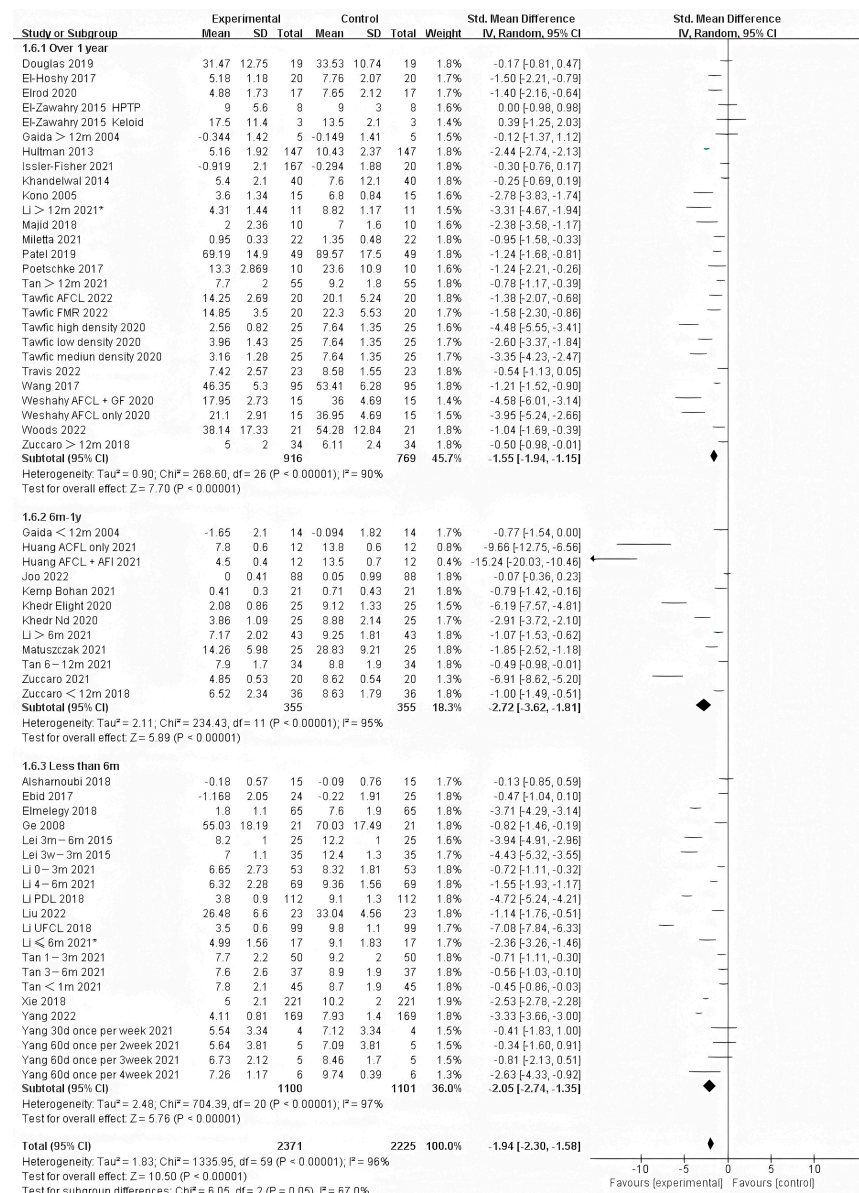 Experimental Control Std. Mean Difference Std. Mean Difference
Study or Subgroup Mean SD Total Mean SD Total Weight IV, Random, 95% CI IV, Random, 95% CI
1.6.1 Over 1 year
Douglas 2019 31.47 12.75 19 33.53 10.74 19 1.8% -0.17 [-0.81, 0.47]
El-Hoshy 2017 5.18 1.18 20 7.76 2.07 20 1.8% -1.50 [-2.21, -0.79]
Elrod 2020 4.88 1.73 17 7.65 2.12 17 1.8% -1.40 [-2.16, -0.64]
El-Zawahry 2015 HPTP 9 5.6 8 9 3 8 1.6% 0.00 [-0.98, 0.98]
El-Zawahry 2015 Keloid 17.5 11.4 3 13.5 2.1 3 1.4% 0.39 [-1.25, 2.03]
Gaida > 12m 2004 -0.344 1.42 5 -0.149 1.41 5 1.6% -0.12 [-1.37, 1.12]
Hultman 2013 5.16 1.92 147 10.43 2.37 147 1.8% -2.44 [-2.74, -2.13]
Issler-Fisher 2021 -0.919 2.1 167 -0.294 1.88 20 1.8% -0.30 [-0.76, 0.17]
Khandelwal 2014 5.4 2.1 40 7.6 12.1 40 1.8% -0.25 [-0.69, 0.19]
Kono 2005 3.6 1.34 15 6.8 0.84 15 1.6% -2.78 [-3.83, -1.74]
Li > 12m 2021* 4.31 1.44 11 8.82 1.17 11 1.5% -3.31 [-4.67, -1.94]
Majid 2018 2 2.36 10 7 1.6 10 1.6% -2.38 [-3.58, -1.17]
Miletta 2021 0.95 0.33 22 1.35 0.48 22 1.8% -0.95 [-1.58, -0.33]
Patel 2019 69.19 14.9 49 89.57 17.5 49 1.8% -1.24 [-1.68, -0.81]
Poetschke 2017 13.3 2.869 10 23.6 10.9 10 1.7% -1.24 [-2.21, -0.26]
Tan > 12m 2021 7.7 2 55 9.2 1.8 55 1.8% -0.78 [-1.17, -0.39]
Tawfic AFCL 2022 14.25 2.69 20 20.1 5.24 20 1.8% -1.38 [-2.07, -0.68]
Tawfic FMR 2022 14.85 3.5 20 22.3 5.53 20 1.8% -1.58 [-2.30, -0.86]
Tawfic high density 2020 2.56 0.82 25 7.64 1.35 25 1.6% -4.48 [-5.55, -3.41]
Tawfic low density 2020 3.96 1.43 25 7.64 1.35 25 1.7% -2.60 [-3.37, -1.84]
Tawfic mediun density 2020 3.16 1.28 25 7.64 1.35 25 1.7% -3.35 [-4.23, -2.47]
Travis 2022 7.42 2.57 23 8.58 1.55 23 1.8% -0.54 [-1.13, 0.05]
Wang 2017 46.35 5.3 95 53.41 6.28 95 1.8% -1.21 [-1.52, -0.90]
Weshahy AFCL + GF 2020 17.95 2.73 15 36 4.69 15 1.5% -4.58 [-6.01, -3.14]
Weshahy AFCL only 2020 21.1 2.91 15 36.95 4.69 15 1.5% -3.95 [-5.24, -2.66]
Woods 2022 38.14 17.33 21 54.28 12.84 21 1.8% -1.04 [-1.69, -0.39]
Zuccaro > 12m 2018 5 2 34 6.11 2.4 34 1.8% -0.50 [-0.98, -0.01]
Subtotal (95% CI) 916 769 45.7% -1.55 [-1.94, -1.15]
Heterogeneity: Tau² = 0.90; Chi² = 268.60, df = 26 (P < 0.00001); I² = 90%
Test for overall effect: Z = 7.70 (P < 0.00001)
1.6.2 6m-1y
Gaida < 12m 2004 -1.65 2.1 14 -0.094 1.82 14 1.7% -0.77 [-1.54, 0.00]
Huang ACFL only 2021 7.8 0.6 12 13.8 0.6 12 0.8% -9.66 [-12.75, -6.56]
Huang AFCL + AFI 2021 4.5 0.4 12 13.5 0.7 12 0.4% -15.24 [-20.03, -10.46]
Joo 2022 0 0.41 88 0.05 0.99 88 1.8% -0.07 [-0.36, 0.23]
Kemp Bohan 2021 0.41 0.3 21 0.71 0.43 21 1.8% -0.79 [-1.42, -0.16]
Khedr Elight 2020 2.08 0.86 25 9.12 1.33 25 1.5% -6.19 [-7.57, -4.81]
Khedr Nd 2020 3.86 1.09 25 8.88 2.14 25 1.7% -2.91 [-3.72, -2.10]
Li > 6m 2021 7.17 2.02 43 9.25 1.81 43 1.8% -1.07 [-1.53, -0.62]
Matuszczak 2021 14.26 5.98 25 28.83 9.21 25 1.8% -1.85 [-2.52, -1.18]
Tan 6−12m 2021 7.9 1.7 34 8.8 1.9 34 1.8% -0.49 [-0.98, -0.01]
Zuccaro 2021 4.85 0.53 20 8.62 0.54 20 1.3% -6.91 [-8.62, -5.20]
Zuccaro < 12m 2018 6.52 2.34 36 8.63 1.79 36 1.8% -1.00 [-1.49, -0.51]
Subtotal (95% CI) 355 355 18.3% -2.72 [-3.62, -1.81]
Heterogeneity: Tau² = 2.11; Chi² = 234.43, df = 11 (P < 0.00001); I² = 95%
Test for overall effect: Z = 5.89 (P < 0.00001)
1.6.3 Less than 6m
Alsharnoubi 2018 -0.18 0.57 15 -0.09 0.76 15 1.7% -0.13 [-0.85, 0.59]
Ebid 2017 -1.168 2.05 24 -0.22 1.91 25 1.8% -0.47 [-1.04, 0.10]
Elmelegy 2018 1.8 1.1 65 7.6 1.9 65 1.8% -3.71 [-4.29, -3.14]
Ge 2008 55.03 18.19 21 70.03 17.49 21 1.8% -0.82 [-1.46, -0.19]
Lei 3m−6m 2015 8.2 1 25 12.2 1 25 1.7% -3.94 [-4.91, -2.96]
Lei 3w−3m 2015 7 1.1 35 12.4 1.3 35 1.7% -4.43 [-5.32, -3.55]
Li 0−3m 2021 6.65 2.73 53 8.32 1.81 53 1.8% -0.72 [-1.11, -0.32]
Li 4−6m 2021 6.32 2.28 69 9.36 1.56 69 1.8% -1.55 [-1.93, -1.17]
Li PDL 2018 3.8 0.9 112 9.1 1.3 112 1.8% -4.72 [-5.24, -4.21]
Liu 2022 26.48 6.6 23 33.04 4.56 23 1.8% -1.14 [-1.76, -0.51]
Li UFCL 2018 3.5 0.6 99 9.8 1.1 99 1.7% -7.08 [-7.84, -6.33]
Li ⩽ 6m 2021* 4.99 1.56 17 9.1 1.83 17 1.7% -2.36 [-3.26, -1.46]
Tan 1−3m 2021 7.7 2.2 50 9.2 2 50 1.8% -0.71 [-1.11, -0.30]
Tan 3−6m 2021 7.6 2.6 37 8.9 1.9 37 1.8% -0.56 [-1.03, -0.10]
Tan < 1m 2021 7.8 2.1 45 8.7 1.9 45 1.8% -0.45 [-0.86, -0.03]
Xie 2018 5 2.1 221 10.2 2 221 1.8% -2.53 [-2.78, -2.28]
Yang 2022 4.11 0.81 169 7.93 1.4 169 1.8% -3.33 [-3.66, -3.00]
Yang 30d once per week 2021 5.54 3.34 4 7.12 3.34 4 1.5% -0.41 [-1.83, 1.00]
Yang 60d once per 2week 2021 5.64 3.81 5 7.09 3.81 5 1.6% -0.34 [-1.60, 0.91]
Yang 60d once per 3week 2021 6.73 2.12 5 8.46 1.7 5 1.5% -0.81 [-2.13, 0.51]
Yang 60d once per 4week 2021 7.26 1.17 6 9.74 0.39 6 1.3% -2.63 [-4.33, -0.92]
Subtotal (95% CI) 1100 1101 36.0% -2.05 [-2.74, -1.35]
Heterogeneity: Tau² = 2.48; Chi² = 704.39, df = 20 (P < 0.00001); I² = 97%
Test for overall effect: Z = 5.76 (P < 0.00001)
Total (95% CI) 2371 2225 100.0% -1.94 [-2.30, -1.58]
Heterogeneity: Tau² = 1.83; Chi² = 1335.95, df = 59 (P < 0.00001); I² = 96%
Test for overall effect: Z = 10.50 (P < 0.00001)
Test for subgroup differences: Chi² = 6.05, df = 2 (P = 0.05), I² = 67.0%
-10 -5 0 5 10
Favours [experimental] Favours [control]